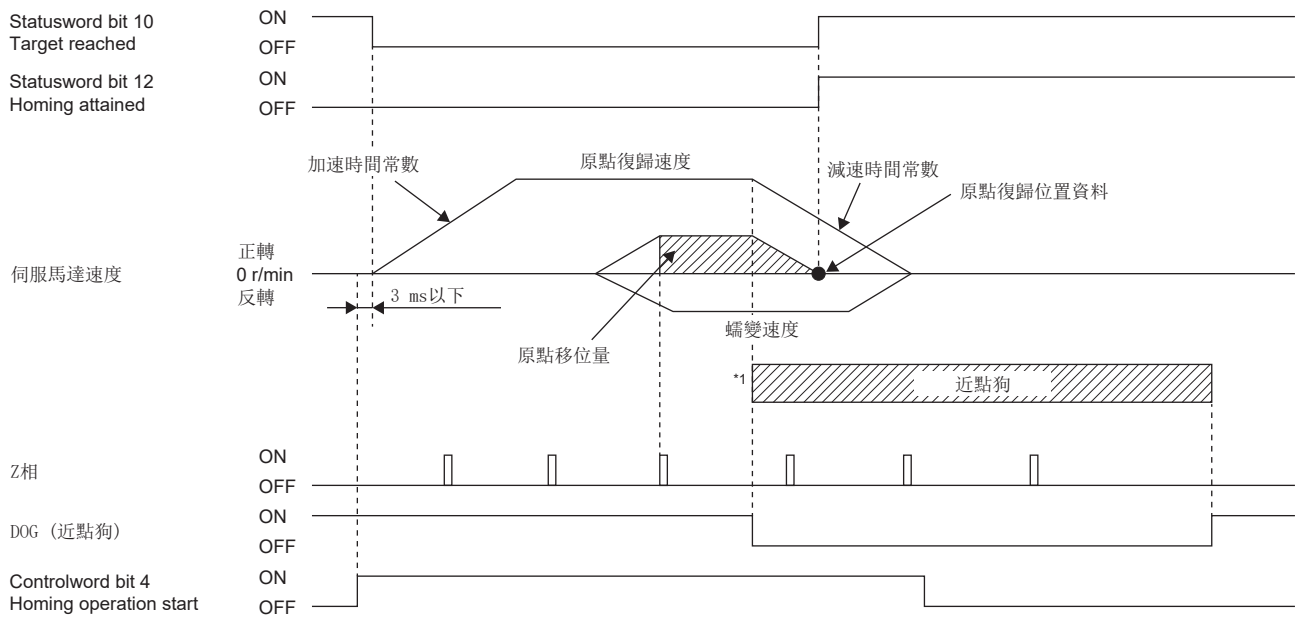 Statusword bit 10
Target reached
ON
OFF
Statusword bit 12
Homing attained
ON
OFF
加速時間常數
原點復歸速度
減速時間常數
原點復歸位置資料
伺服馬達速度
正轉
0 r/min
反轉
3 ms以下
蠕變速度
原點移位量
*1
近點狗
Z相
ON
OFF
DOG (近點狗)
ON
OFF
Controlword bit 4
Homing operation start
ON
OFF